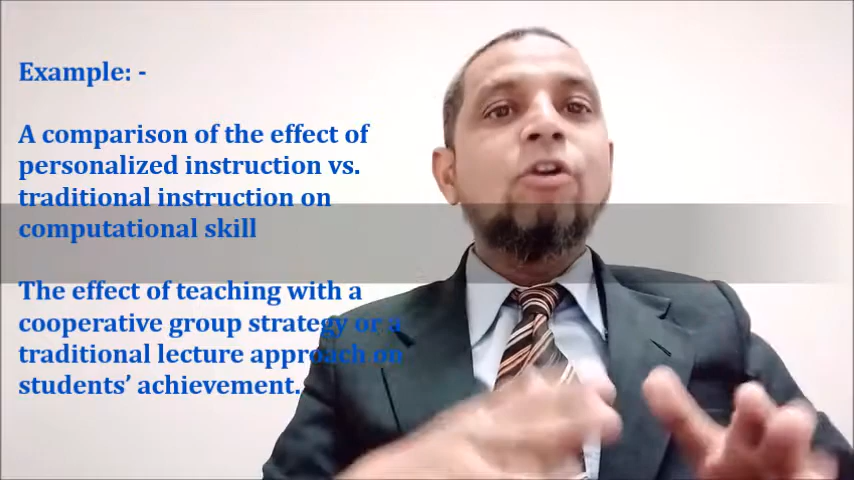 Example: -
A comparison of the effect of
personalized instruction vs.
traditional instruction on
computational skill
The effect of teaching with a
cooperative group strategy or a
traditional lecture approach on
students’ achievement.